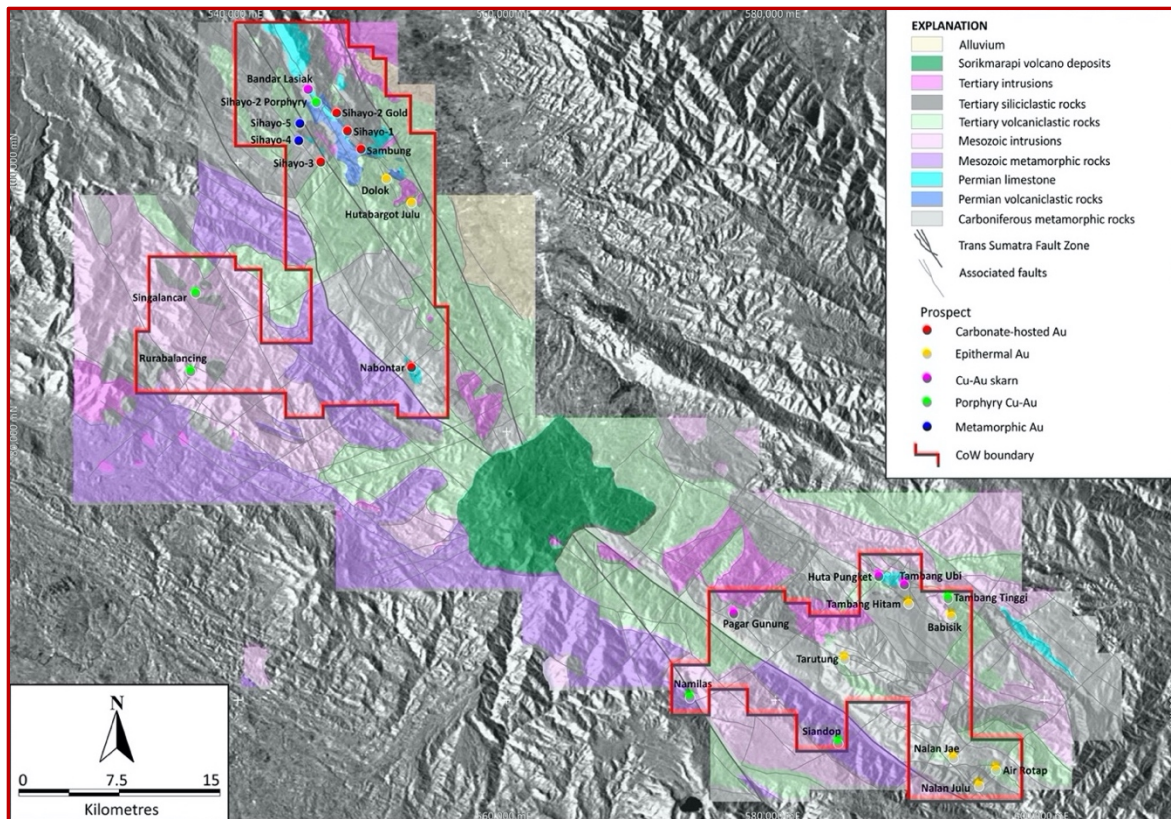 540,000 mE
560,000 mE
580,000 mE
EXPLANATION
Alluvium
Sorikmarapi volcano deposits
Tertiary intrusions
Tertiary siliciclastic rocks
Tertiary volcaniclastic rocks
Mesozoic intrusions
Mesozoic metamorphic rocks
Permian limestone
Permian volcaniclastic rocks
Carboniferous metamorphic rocks
Trans Sumatra Fault Zone
Associated faults
Prospect
Carbonate-hosted Au
Epithermal Au
Cu-Au skarn
Porphyry Cu-Au
Metamorphic Au
CoW boundary
Bandar Lasiak
Sihayo-2 Porphyry
Sihayo-2 Gold
Sihayo-5
Sihayo-1
Sihayo-4
Sambung
Sihayo-3
Dolok
Hutabargot Julu
Singalancar
Rurabalancing
Nabontar
Huta Pungket
Tambang Ubi
Tambang Hitam
Tambang Tinggi
Babisik
Pagar Gunung
Tarutung
Namilas
Siandop
Nalan Jae
Air Rotap
Nalan Julu
N
0 7.5 15
Kilometres
580,000 mE